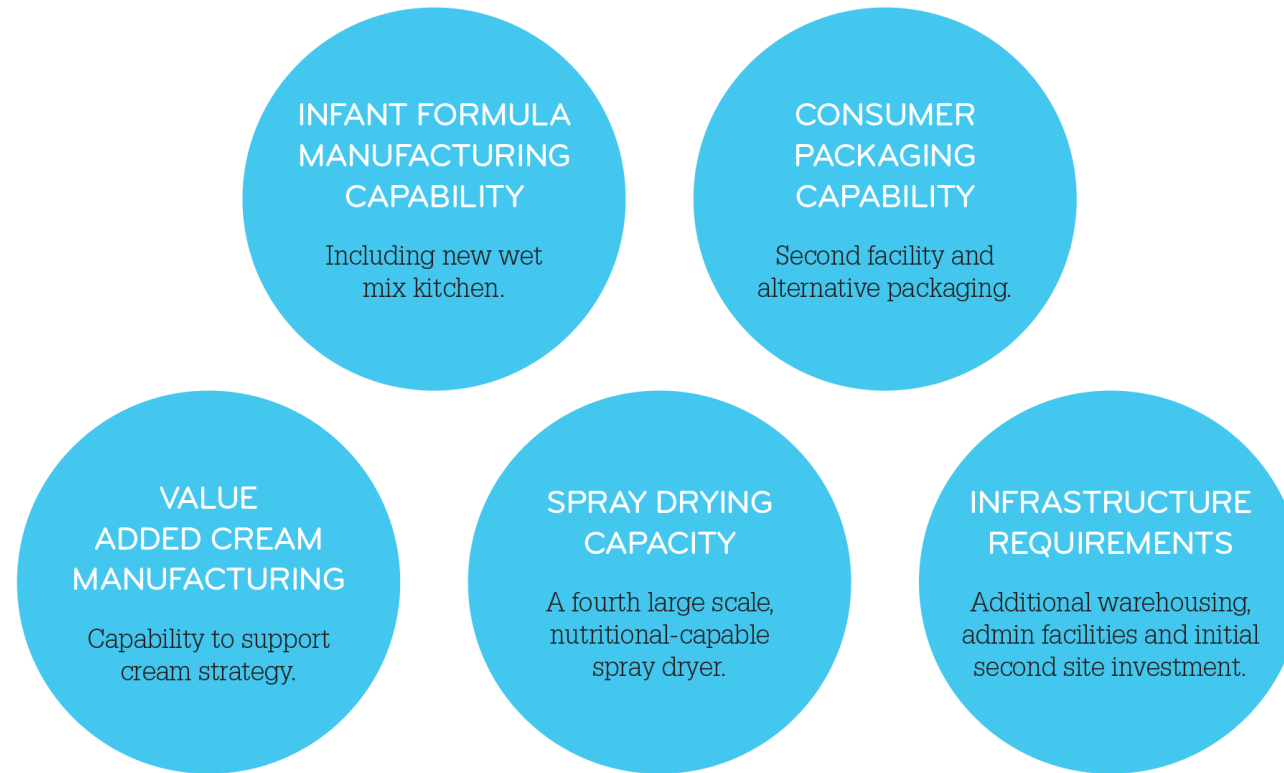 INFANT FORMULA
MANUFACTURING
CAPABILITY
Including new wet
mix kitchen.
CONSUMER
PACKAGING
CAPABILITY
Second facility and
alternative packaging.
VALUE
ADDED CREAM
MANUFACTURING
Capability to support
cream strategy.
SPRAY DRYING
CAPACITY
A fourth large scale,
nutritional-capable
spray dryer.
INFRASTRUCTURE
REQUIREMENTS
Additional warehousing,
admin facilities and initial
second site investment.